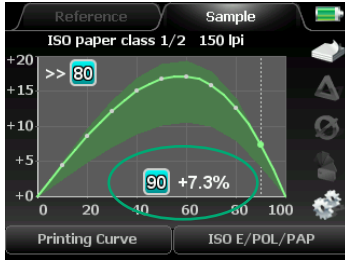 Reference Sample
ISO paper class 1/2 150 lpi
+20
>> 80
+15
+10
+5
90 +7.3%
+0
0 20 40 60 80 100
Printing Curve ISO E/POL/PAP